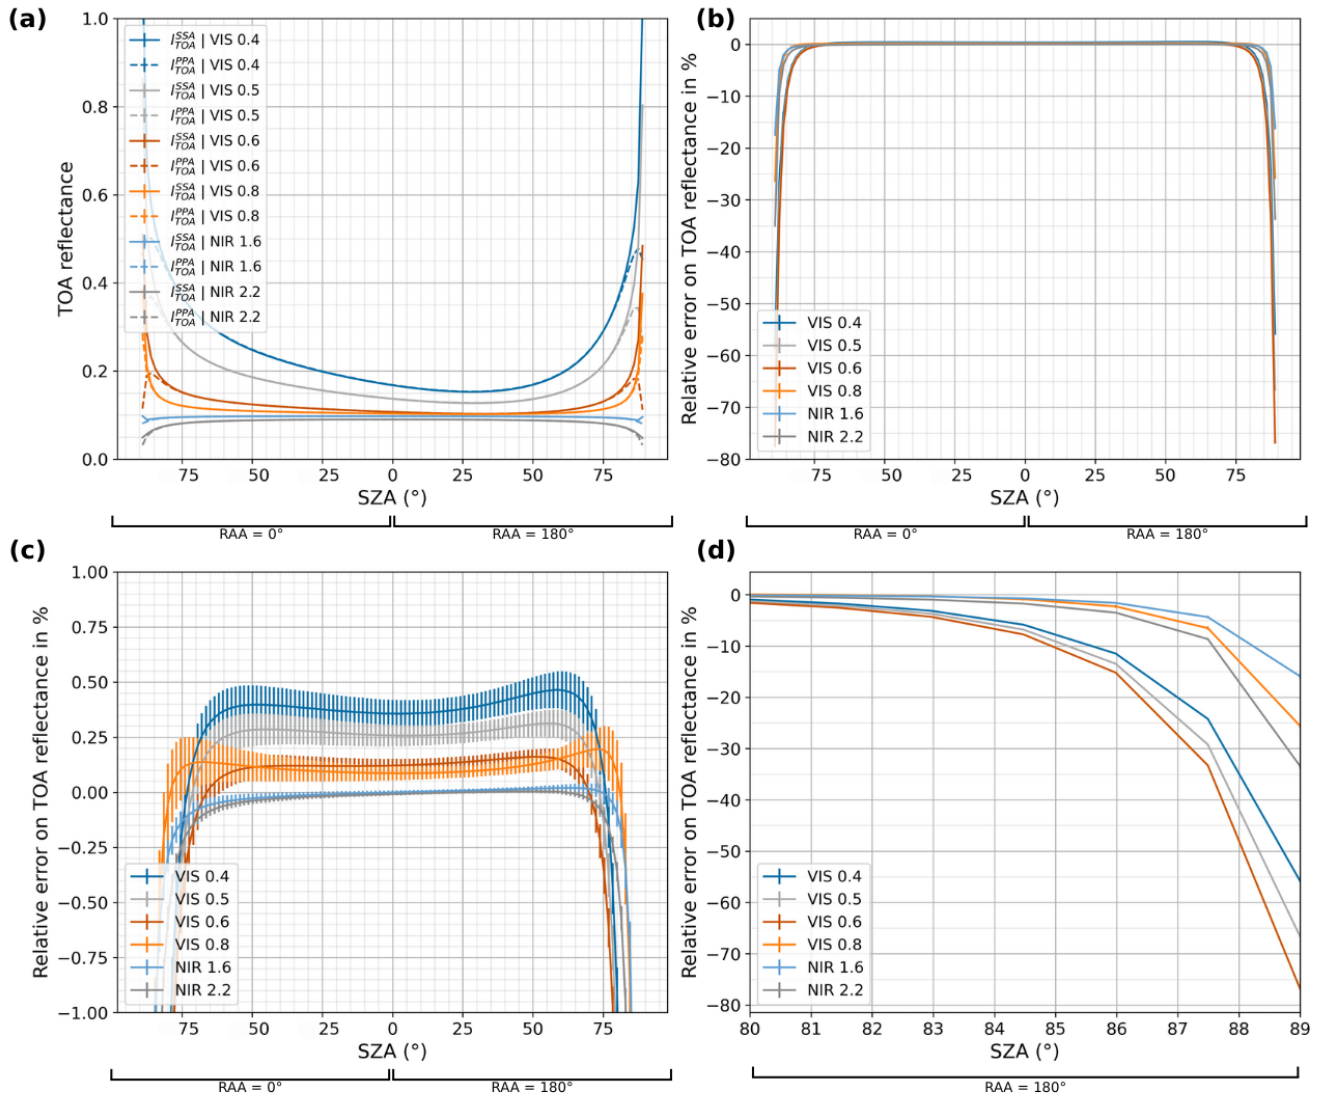 (a)
TOA reflectance
1.0
0.8
0.6
0.4
0.2
0.0
I_TOA^SSA | VIS 0.4
I_TOA^PPA | VIS 0.4
I_TOA^SSA | VIS 0.5
I_TOA^PPA | VIS 0.5
I_TOA^SSA | VIS 0.6
I_TOA^PPA | VIS 0.6
I_TOA^SSA | VIS 0.8
I_TOA^PPA | VIS 0.8
I_TOA^SSA | NIR 1.6
I_TOA^PPA | NIR 1.6
I_TOA^SSA | NIR 2.2
I_TOA^PPA | NIR 2.2
75 50 25 0 25 50 75
SZA (°)
RAA = 0° RAA = 180°
(b)
Relative error on TOA reflectance in %
0
−10
−20
−30
−40
−50
−60
−70
−80
VIS 0.4
VIS 0.5
VIS 0.6
VIS 0.8
NIR 1.6
NIR 2.2
75 50 25 0 25 50 75
SZA (°)
RAA = 0° RAA = 180°
(c)
Relative error on TOA reflectance in %
1.00
0.75
0.50
0.25
0.00
−0.25
−0.50
−0.75
−1.00
VIS 0.4
VIS 0.5
VIS 0.6
VIS 0.8
NIR 1.6
NIR 2.2
75 50 25 0 25 50 75
SZA (°)
RAA = 0° RAA = 180°
(d)
Relative error on TOA reflectance in %
0
−10
−20
−30
−40
−50
−60
−70
−80
VIS 0.4
VIS 0.5
VIS 0.6
VIS 0.8
NIR 1.6
NIR 2.2
80 81 82 83 84 85 86 87 88 89
SZA (°)
RAA = 180°